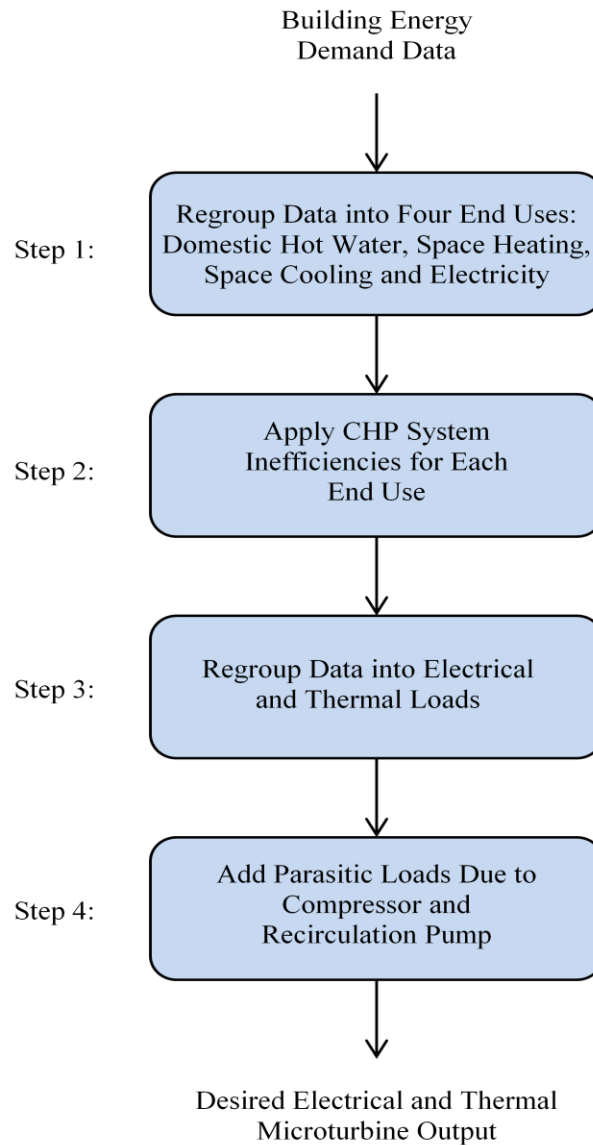 Building Energy
Demand Data
Step 1:
Regroup Data into Four End Uses:
Domestic Hot Water, Space Heating,
Space Cooling and Electricity
Step 2:
Apply CHP System
Inefficiencies for Each
End Use
Step 3:
Regroup Data into Electrical
and Thermal Loads
Step 4:
Add Parasitic Loads Due to
Compressor and
Recirculation Pump
Desired Electrical and Thermal
Microturbine Output